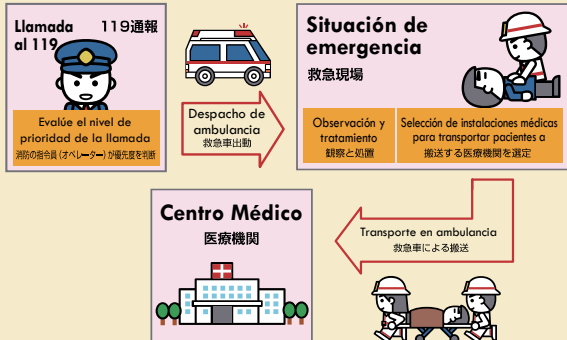 Llamada
al 119
119通報
Evalúe el nivel de
prioridad de la llamada
消防の指令員（オペレーター）が優先度を判断
Despacho de
ambulancia
救急車出動
Situación de
emergencia
救急現場
Observación y
tratamiento
観察と処置
Selección de instalaciones médicas
para transportar pacientes a
搬送する医療機関を選定
Transporte en ambulancia
救急車による搬送
Centro Médico
医療機関